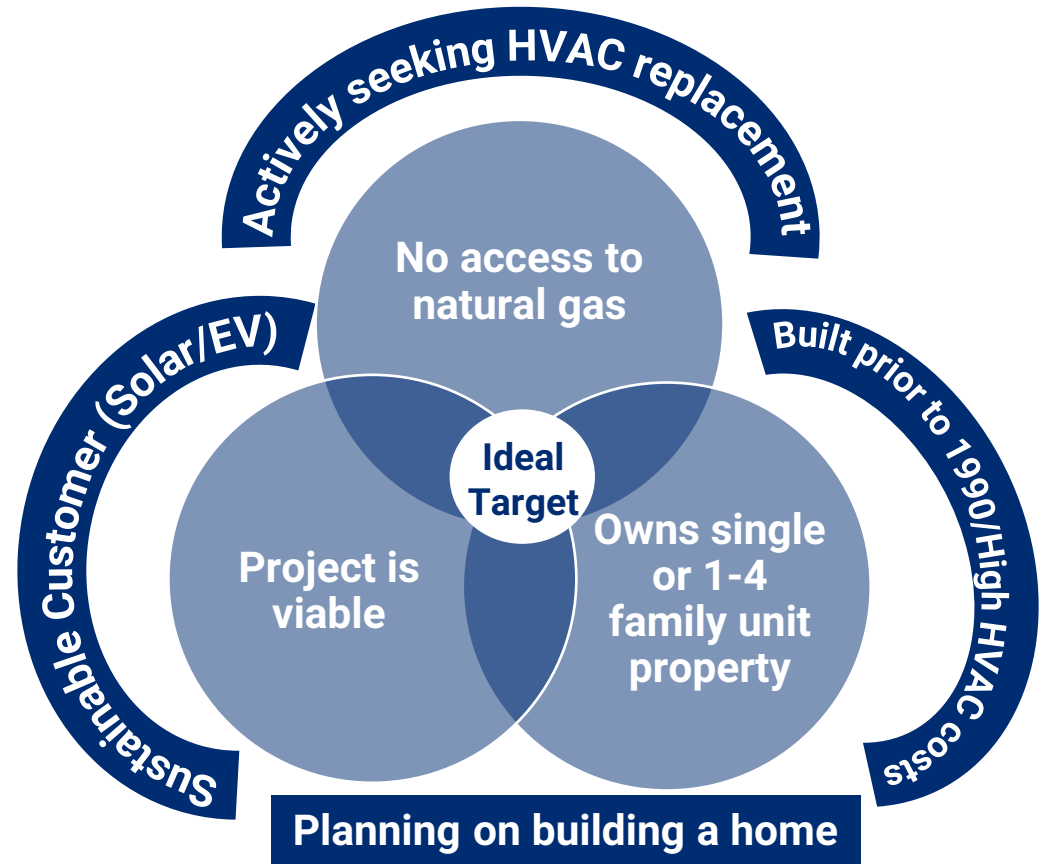 Actively seeking HVAC replacement
No access to
natural gas
Sustainable Customer (Solar/EV)
Built prior to 1990/High HVAC costs
Ideal
Target
Project is
viable
Owns single
or 1-4
family unit
property
Planning on building a home